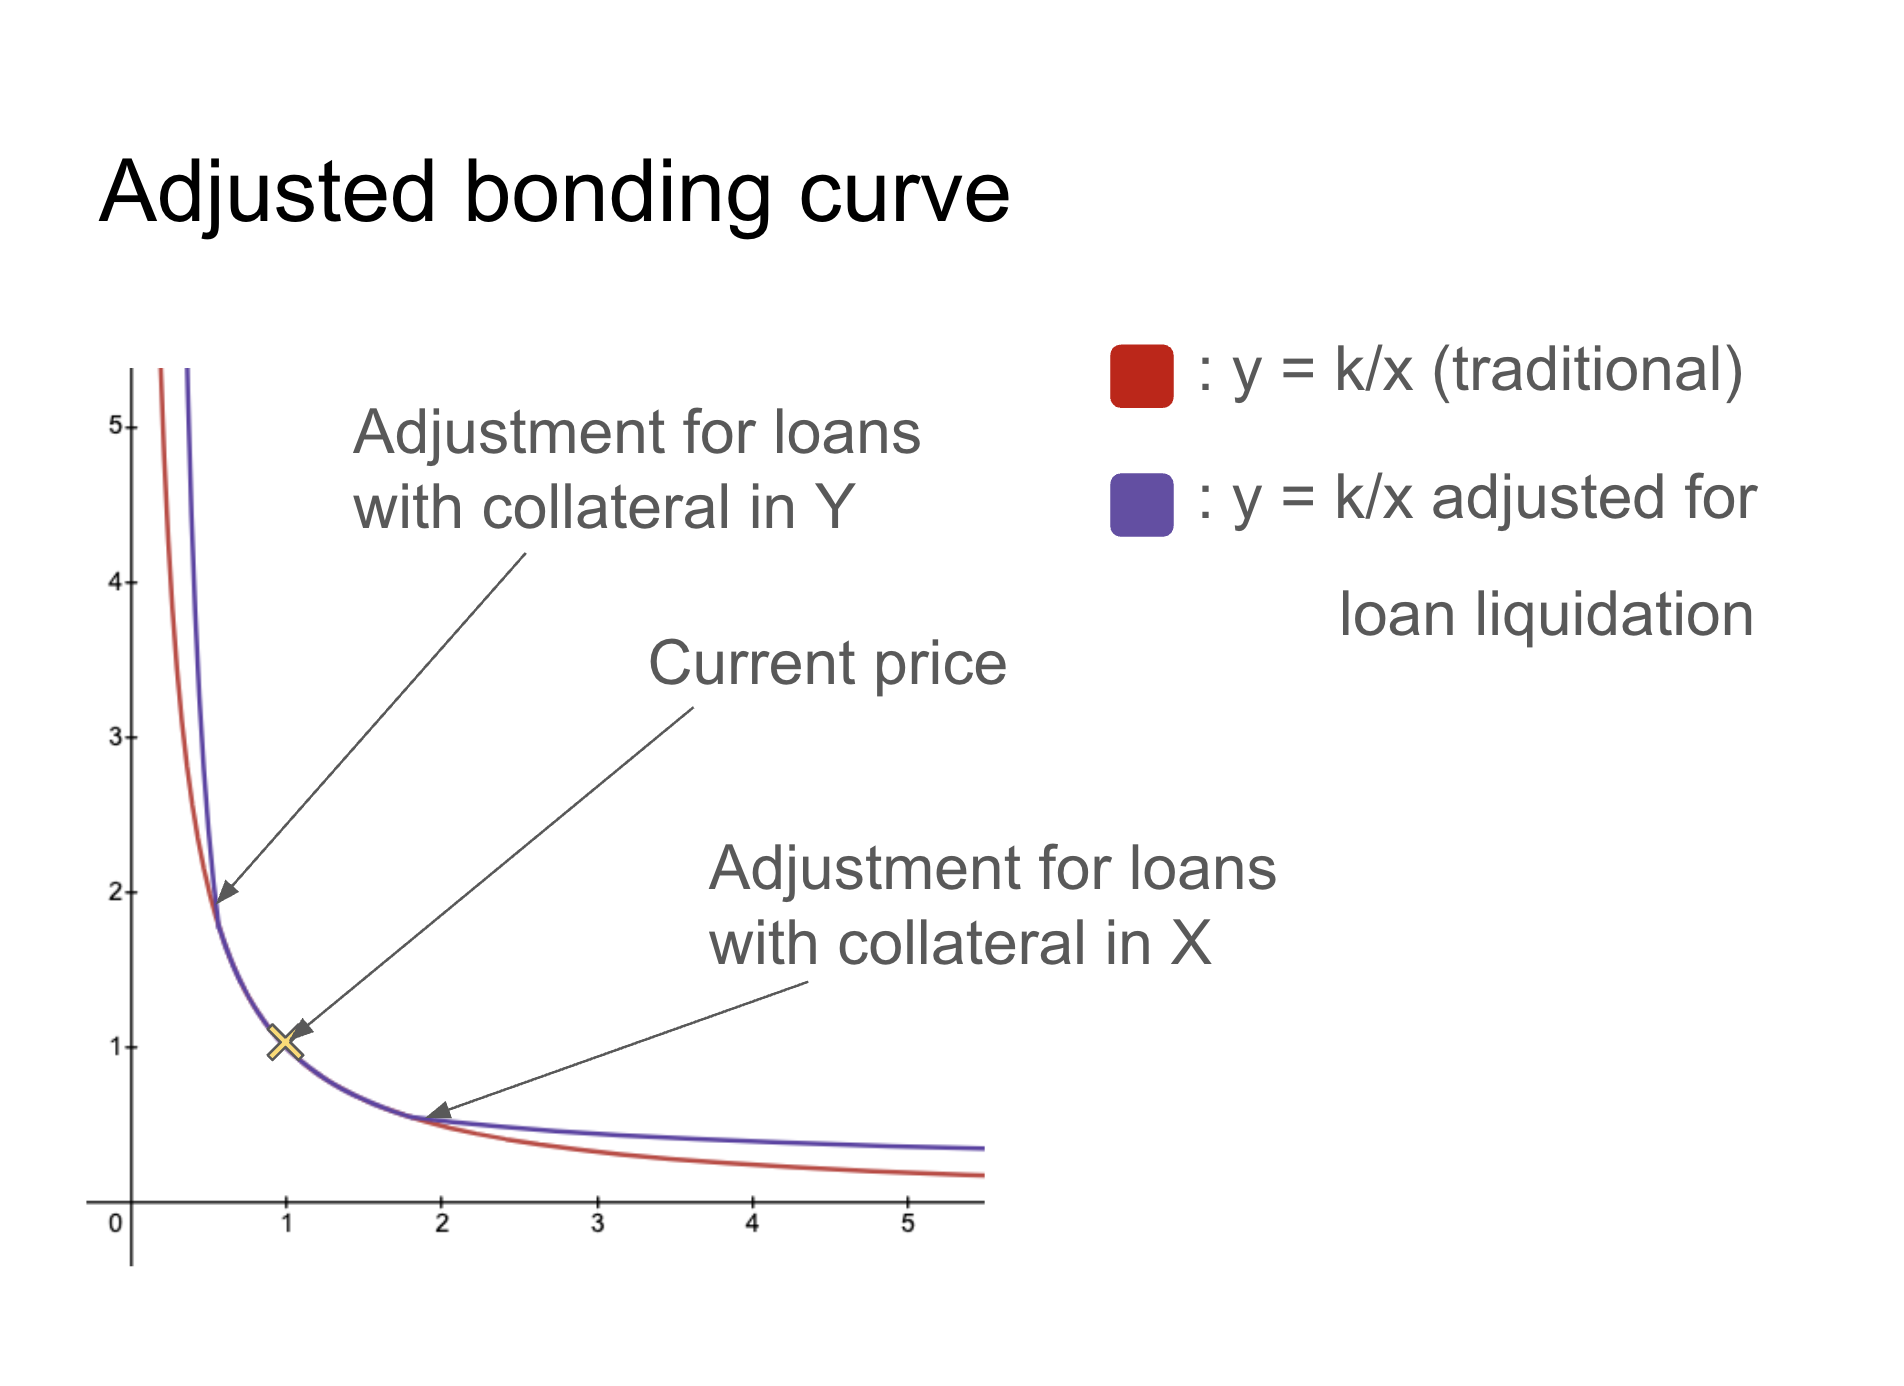 Adjusted bonding curve
: y = k/x (traditional)
: y = k/x adjusted for
loan liquidation
Adjustment for loans
with collateral in Y
Current price
Adjustment for loans
with collateral in X
5
4
3
2
1
0 1 2 3 4 5